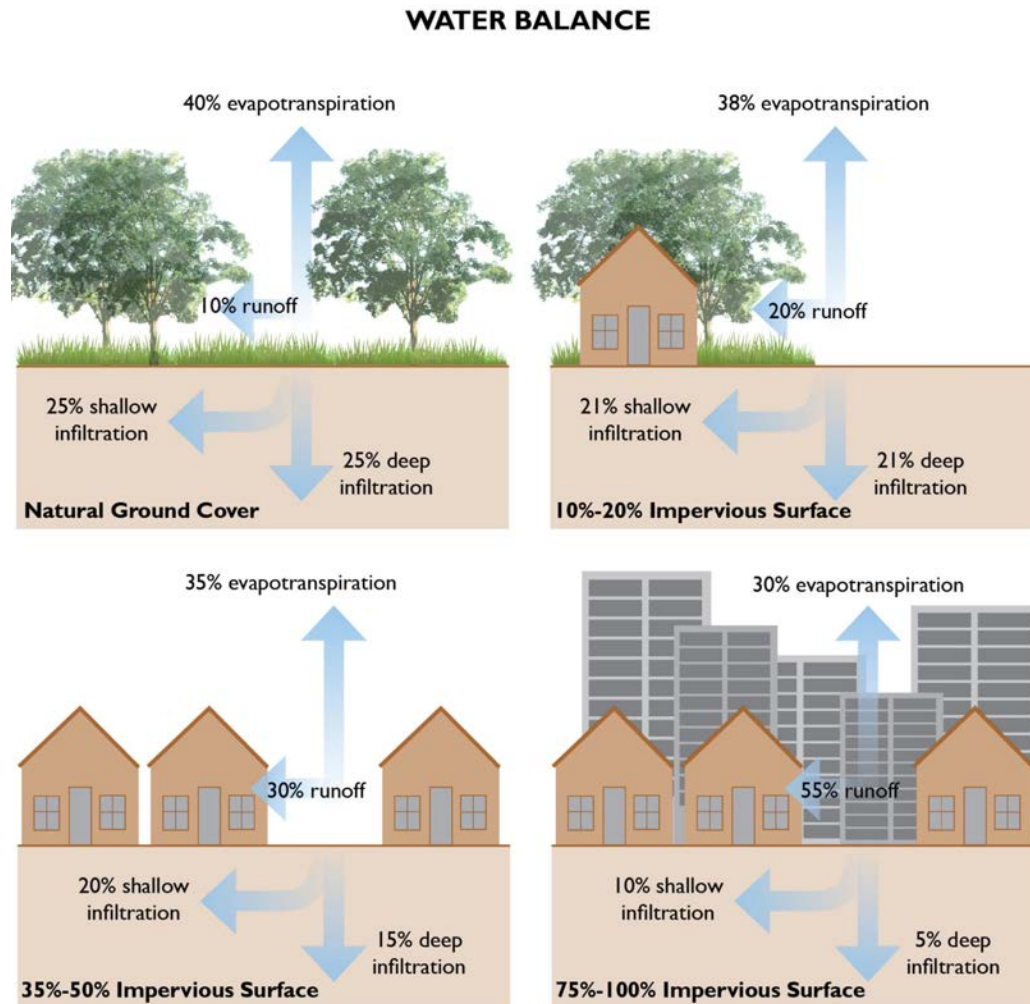 WATER BALANCE
40% evapotranspiration
10% runoff
25% shallow
infiltration
25% deep
infiltration
Natural Ground Cover
38% evapotranspiration
20% runoff
21% shallow
infiltration
21% deep
infiltration
10%-20% Impervious Surface
35% evapotranspiration
30% runoff
20% shallow
infiltration
15% deep
infiltration
35%-50% Impervious Surface
30% evapotranspiration
55% runoff
10% shallow
infiltration
5% deep
infiltration
75%-100% Impervious Surface